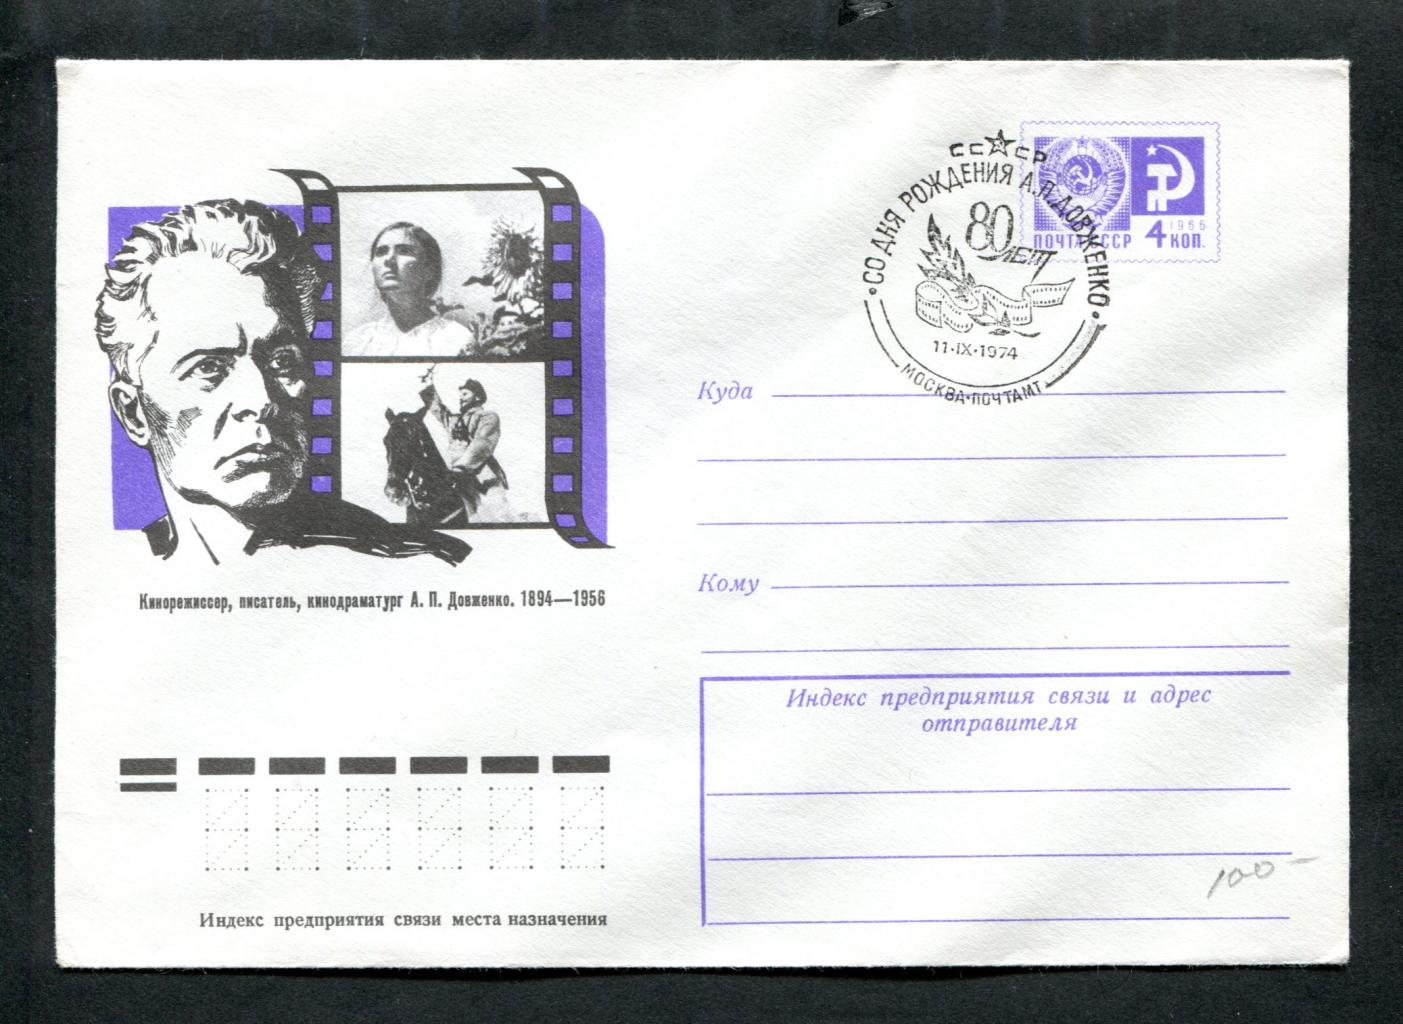 СССР
80 ЛЕТ
СО ДНЯ РОЖДЕНИЯ А.П. ДОВЖЕНКО
11·IX·1974
МОСКВА·ПОЧТАМТ
1966
ПОЧТА СССР 4 КОП.
Куда
Кому
Кинорежиссер, писатель, кинодраматург А. П. Довженко. 1894—1956
Индекс предприятия связи и адрес
отправителя
100 –
Индекс предприятия связи места назначения